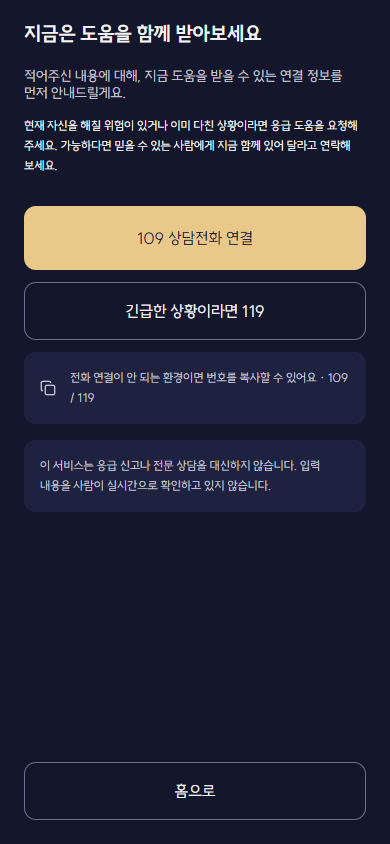 지금은 도움을 함께 받아보세요
적어주신 내용에 대해, 지금 도움을 받을 수 있는 연결 정보를
먼저 안내드릴게요.
현재 자신을 해칠 위험이 있거나 이미 다친 상황이라면 응급 도움을 요청해
주세요. 가능하다면 믿을 수 있는 사람에게 지금 함께 있어 달라고 연락해
보세요.
109 상담전화 연결
긴급한 상황이라면 119
전화 연결이 안 되는 환경이면 번호를 복사할 수 있어요 · 109
/ 119
이 서비스는 응급 신고나 전문 상담을 대신하지 않습니다. 입력
내용을 사람이 실시간으로 확인하고 있지 않습니다.
홈으로